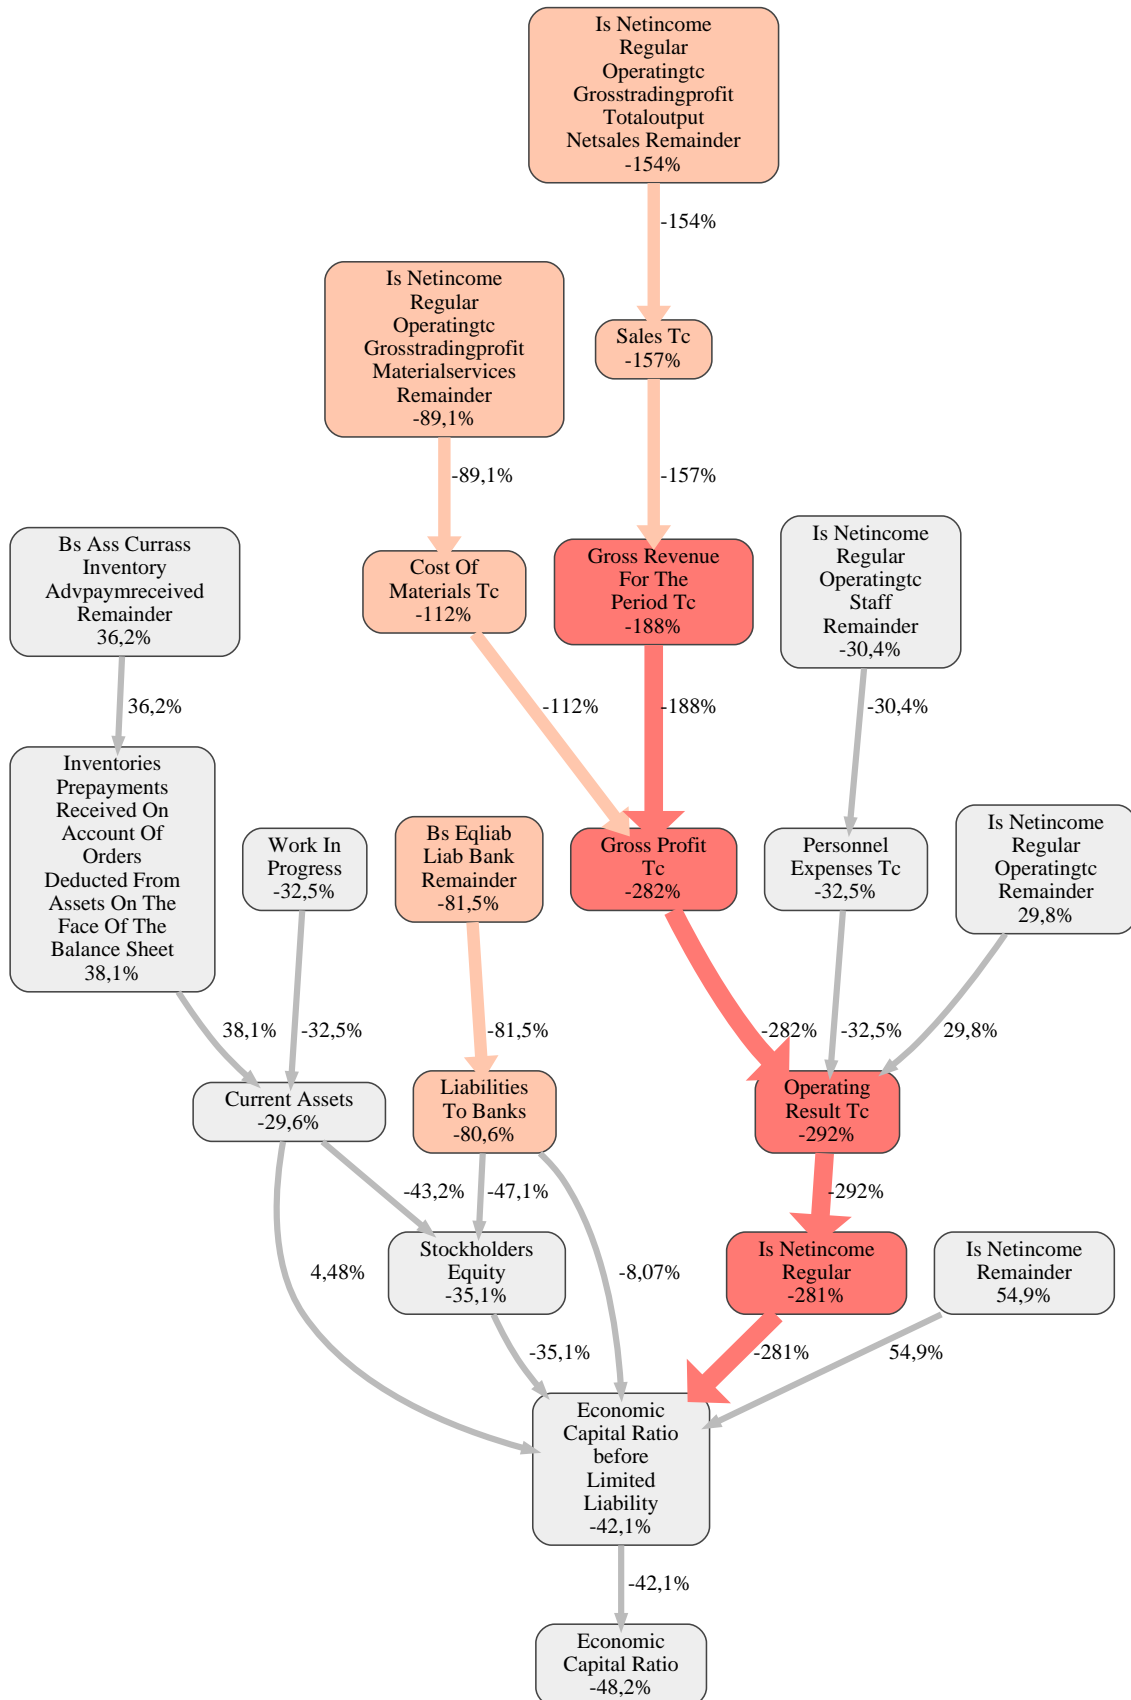 Is Netincome
Regular
Operatingtc
Grosstradingprofit
Totaloutput
Netsales Remainder
-154%
-154%
Is Netincome
Regular
Operatingtc
Grosstradingprofit
Materialservices
Remainder
-89,1%
Sales Tc
-157%
-89,1%
-157%
Bs Ass Currass
Inventory
Advpaymreceived
Remainder
36,2%
Cost Of
Materials Tc
-112%
Gross Revenue
For The
Period Tc
-188%
Is Netincome
Regular
Operatingtc
Staff
Remainder
-30,4%
36,2%
-112%
-188%
-30,4%
Inventories
Prepayments
Received On
Account Of
Orders
Deducted From
Assets On The
Face Of The
Balance Sheet
38,1%
Work In
Progress
-32,5%
Bs Eqliab
Liab Bank
Remainder
-81,5%
Gross Profit
Tc
-282%
Personnel
Expenses Tc
-32,5%
Is Netincome
Regular
Operatingtc
Remainder
29,8%
38,1%
-32,5%
-81,5%
-282%
-32,5%
29,8%
Current Assets
-29,6%
Liabilities
To Banks
-80,6%
Operating
Result Tc
-292%
-43,2%
-47,1%
-292%
Stockholders
Equity
-35,1%
Is Netincome
Regular
-281%
Is Netincome
Remainder
54,9%
4,48%
-8,07%
-35,1%
-281%
54,9%
Economic
Capital Ratio
before
Limited
Liability
-42,1%
-42,1%
Economic
Capital Ratio
-48,2%